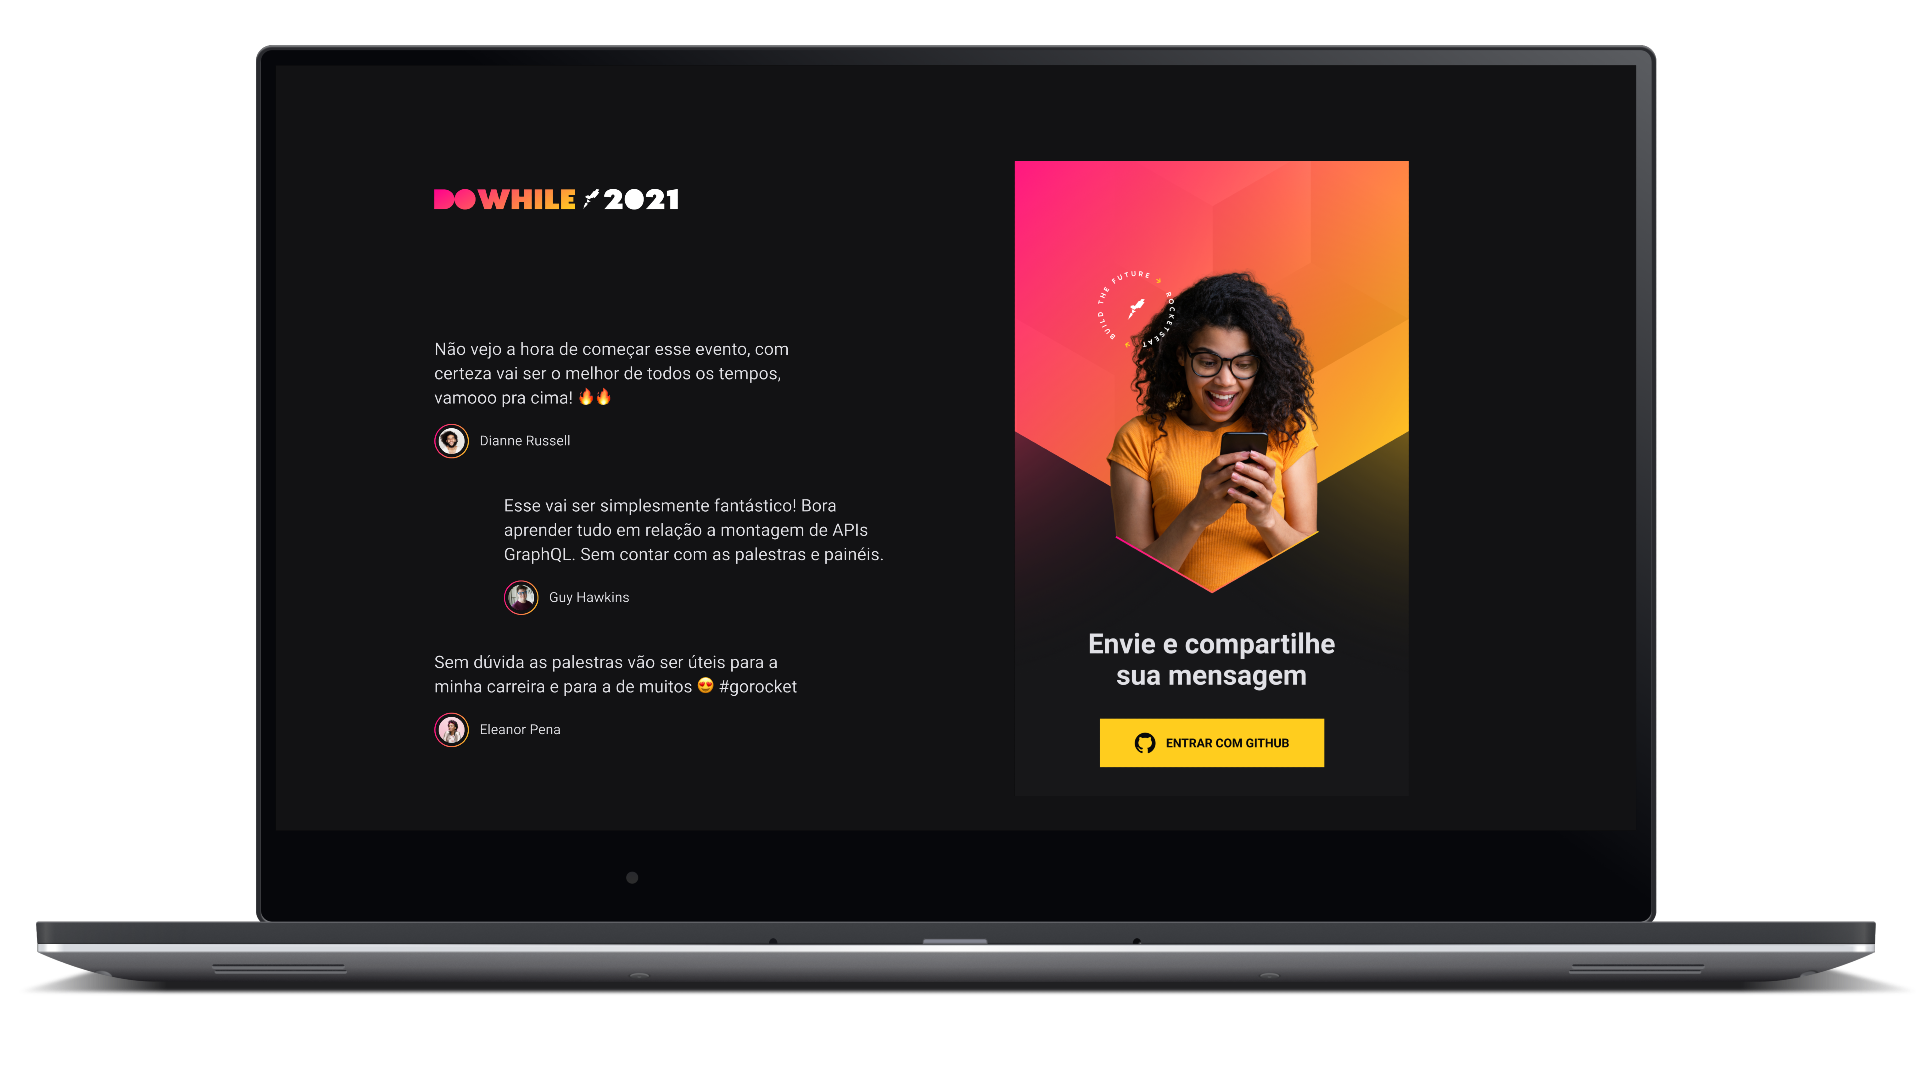 DOWHILE 2021
Não vejo a hora de começar esse evento, com
certeza vai ser o melhor de todos os tempos,
vamooo pra cima! 🔥🔥
Dianne Russell
Esse vai ser simplesmente fantástico! Bora
aprender tudo em relação a montagem de APIs
GraphQL. Sem contar com as palestras e painéis.
Guy Hawkins
Sem dúvida as palestras vão ser úteis para a
minha carreira e para a de muitos 😍 #gorocket
Eleanor Pena
BUILD THE FUTURE → ROCKETSEAT →
Envie e compartilhe
sua mensagem
ENTRAR COM GITHUB